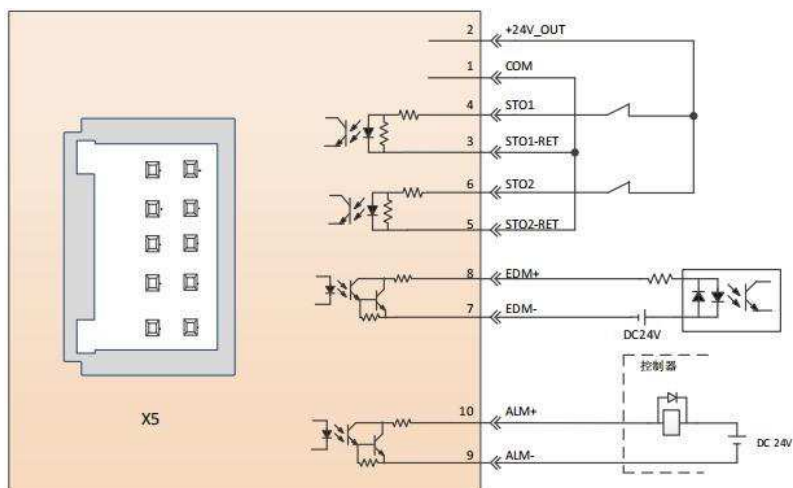 2 +24V_OUT
1 COM
4 STO1
3 STO1-RET
6 STO2
5 STO2-RET
8 EDM+
7 EDM-
DC24V
控制器
X5
10 ALM+
9 ALM-
DC 24V